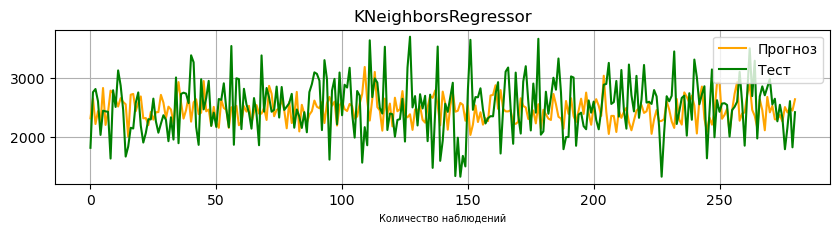 KNeighborsRegressor
Прогноз
Тест
3000
2000
0
50
100
150
200
250
Количество наблюдений